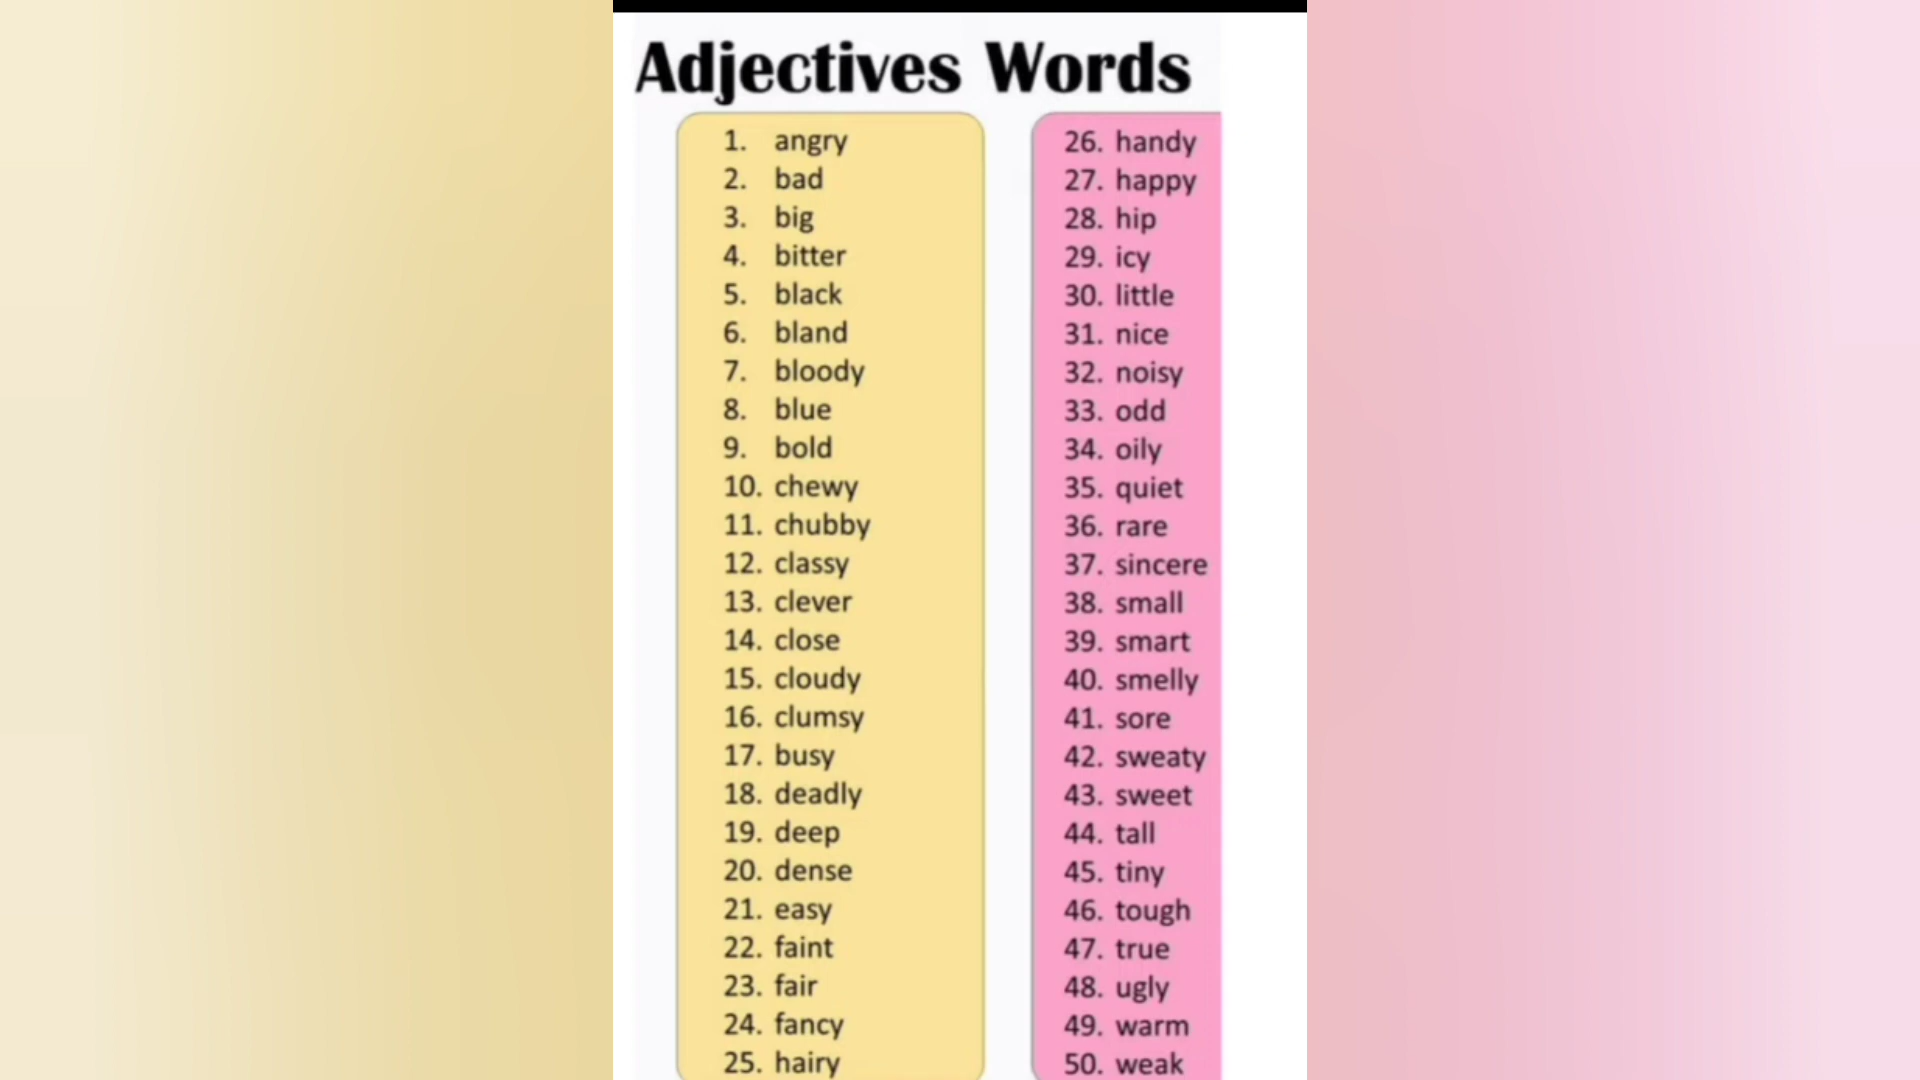 Adjectives Words
1. angry
2. bad
3. big
4. bitter
5. black
6. bland
7. bloody
8. blue
9. bold
10. chewy
11. chubby
12. classy
13. clever
14. close
15. cloudy
16. clumsy
17. busy
18. deadly
19. deep
20. dense
21. easy
22. faint
23. fair
24. fancy
25. hairy
26. handy
27. happy
28. hip
29. icy
30. little
31. nice
32. noisy
33. odd
34. oily
35. quiet
36. rare
37. sincere
38. small
39. smart
40. smelly
41. sore
42. sweaty
43. sweet
44. tall
45. tiny
46. tough
47. true
48. ugly
49. warm
50. weak